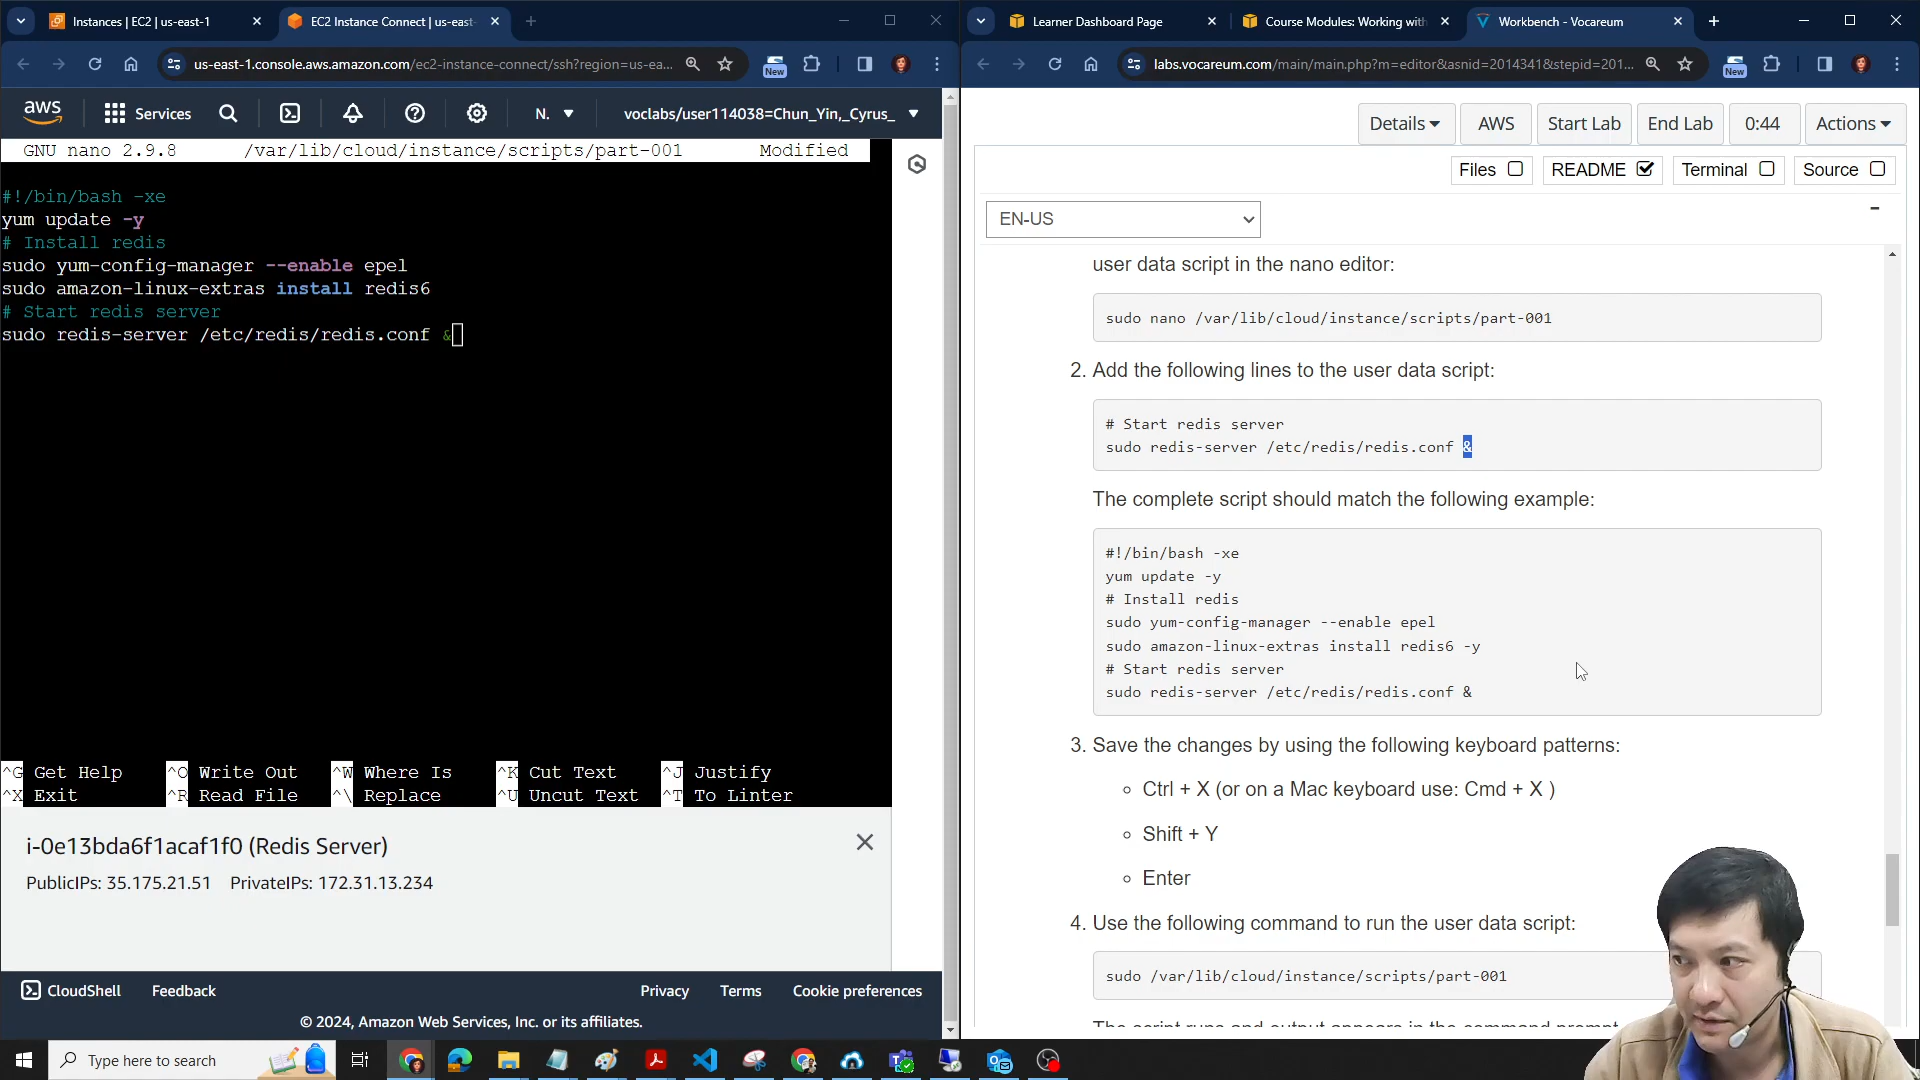 Instances | EC2 | us-east-1
EC2 Instance Connect | us-east-
us-east-1.console.aws.amazon.com/ec2-instance-connect/ssh?region=us-ea...
New
aws
Services
N.
voclabs/user114038=Chun_Yin,_Cyrus_
GNU nano 2.9.8 /var/lib/cloud/instance/scripts/part-001 Modified
#!/bin/bash -xe
yum update -y
# Install redis
sudo yum-config-manager --enable epel
sudo amazon-linux-extras install redis6
# Start redis server
sudo redis-server /etc/redis/redis.conf &
^G Get Help ^O Write Out ^W Where Is ^K Cut Text ^J Justify
^X Exit ^R Read File ^\ Replace ^U Uncut Text ^T To Linter
i-0e13bda6f1acaf1f0 (Redis Server)
PublicIPs: 35.175.21.51 PrivateIPs: 172.31.13.234
CloudShell Feedback Privacy Terms Cookie preferences
© 2024, Amazon Web Services, Inc. or its affiliates.
Learner Dashboard Page
Course Modules: Working with
Workbench - Vocareum
labs.vocareum.com/main/main.php?m=editor&asnid=2014341&stepid=201...
New
Details AWS Start Lab End Lab 0:44 Actions
Files README Terminal Source
EN-US
-
user data script in the nano editor:
sudo nano /var/lib/cloud/instance/scripts/part-001
2. Add the following lines to the user data script:
# Start redis server
sudo redis-server /etc/redis/redis.conf &
The complete script should match the following example:
#!/bin/bash -xe
yum update -y
# Install redis
sudo yum-config-manager --enable epel
sudo amazon-linux-extras install redis6 -y
# Start redis server
sudo redis-server /etc/redis/redis.conf &
3. Save the changes by using the following keyboard patterns:
Ctrl + X (or on a Mac keyboard use: Cmd + X )
Shift + Y
Enter
4. Use the following command to run the user data script:
sudo /var/lib/cloud/instance/scripts/part-001
The script runs and output appears in the command prompt
Type here to search